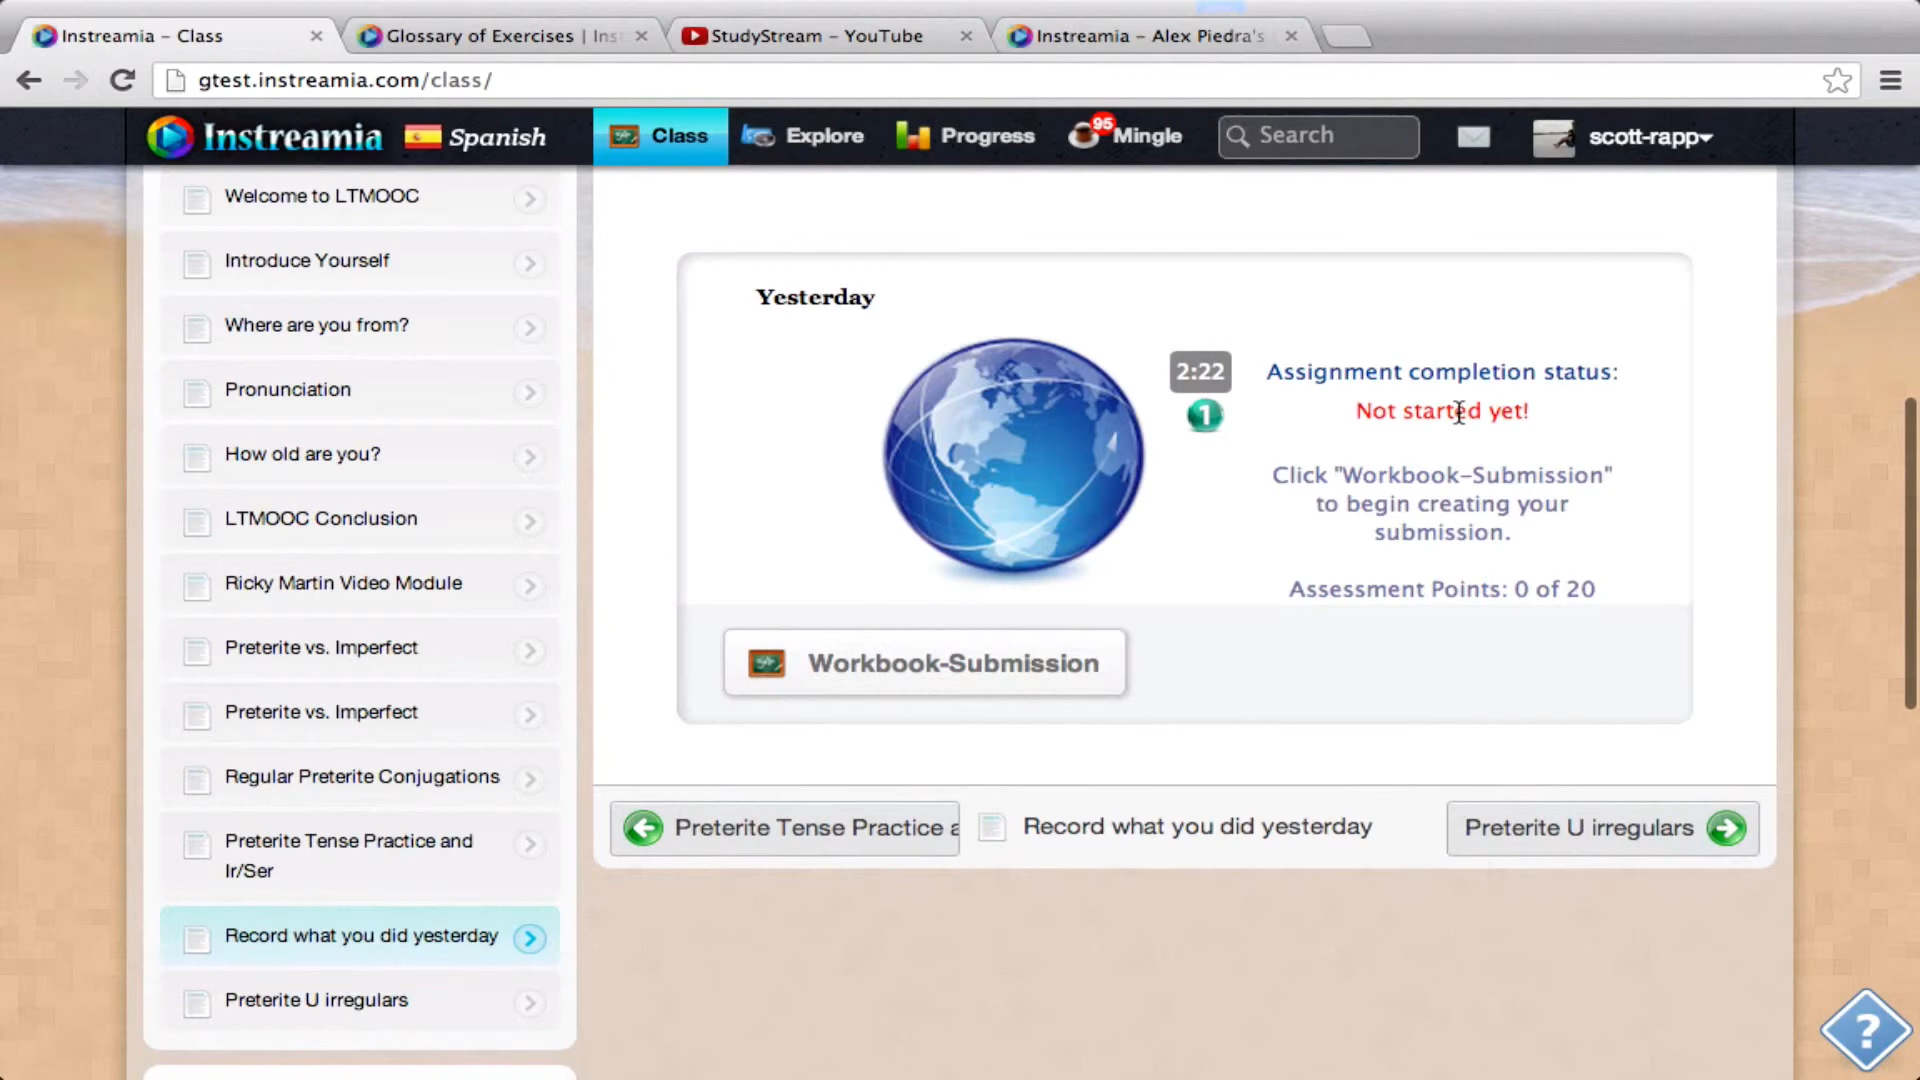 Instreamia – Class
Glossary of Exercises | Ins
StudyStream – YouTube
Instreamia – Alex Piedra's
gtest.instreamia.com/class/
Instreamia
Spanish
Class
Explore
Progress
95
Mingle
Search
scott-rapp
Welcome to LTMOOC
Introduce Yourself
Where are you from?
Pronunciation
How old are you?
LTMOOC Conclusion
Ricky Martin Video Module
Preterite vs. Imperfect
Preterite vs. Imperfect
Regular Preterite Conjugations
Preterite Tense Practice and
Ir/Ser
Record what you did yesterday
Preterite U irregulars
Yesterday
2:22
1
Assignment completion status:
Not started yet!
Click "Workbook-Submission"
to begin creating your
submission.
Assessment Points: 0 of 20
Workbook-Submission
Preterite Tense Practice a
Record what you did yesterday
Preterite U irregulars
?